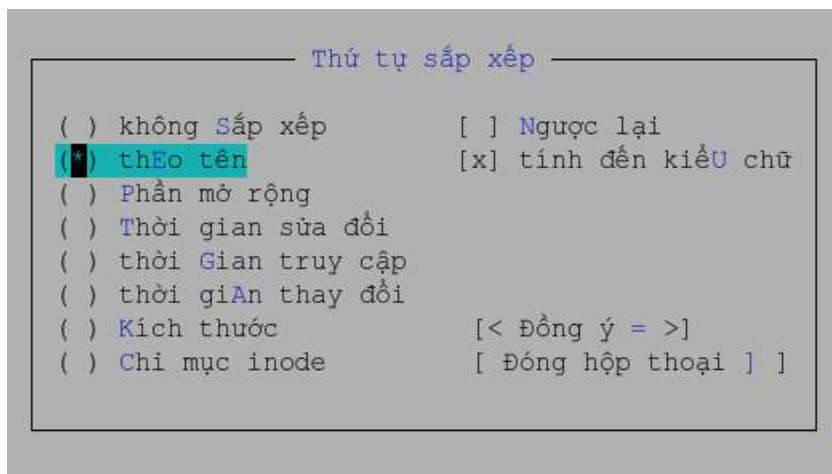 Thứ tự sắp xếp
( ) không Sắp xếp [ ] Ngược lại
(*) thEo tên [x] tính đến kiểU chữ
( ) Phần mở rộng
( ) Thời gian sửa đổi
( ) thời Gian truy cập
( ) thời giAn thay đổi
( ) Kích thước [< Đồng ý = >]
( ) Chỉ mục inode [ Đóng hộp thoại ] ]